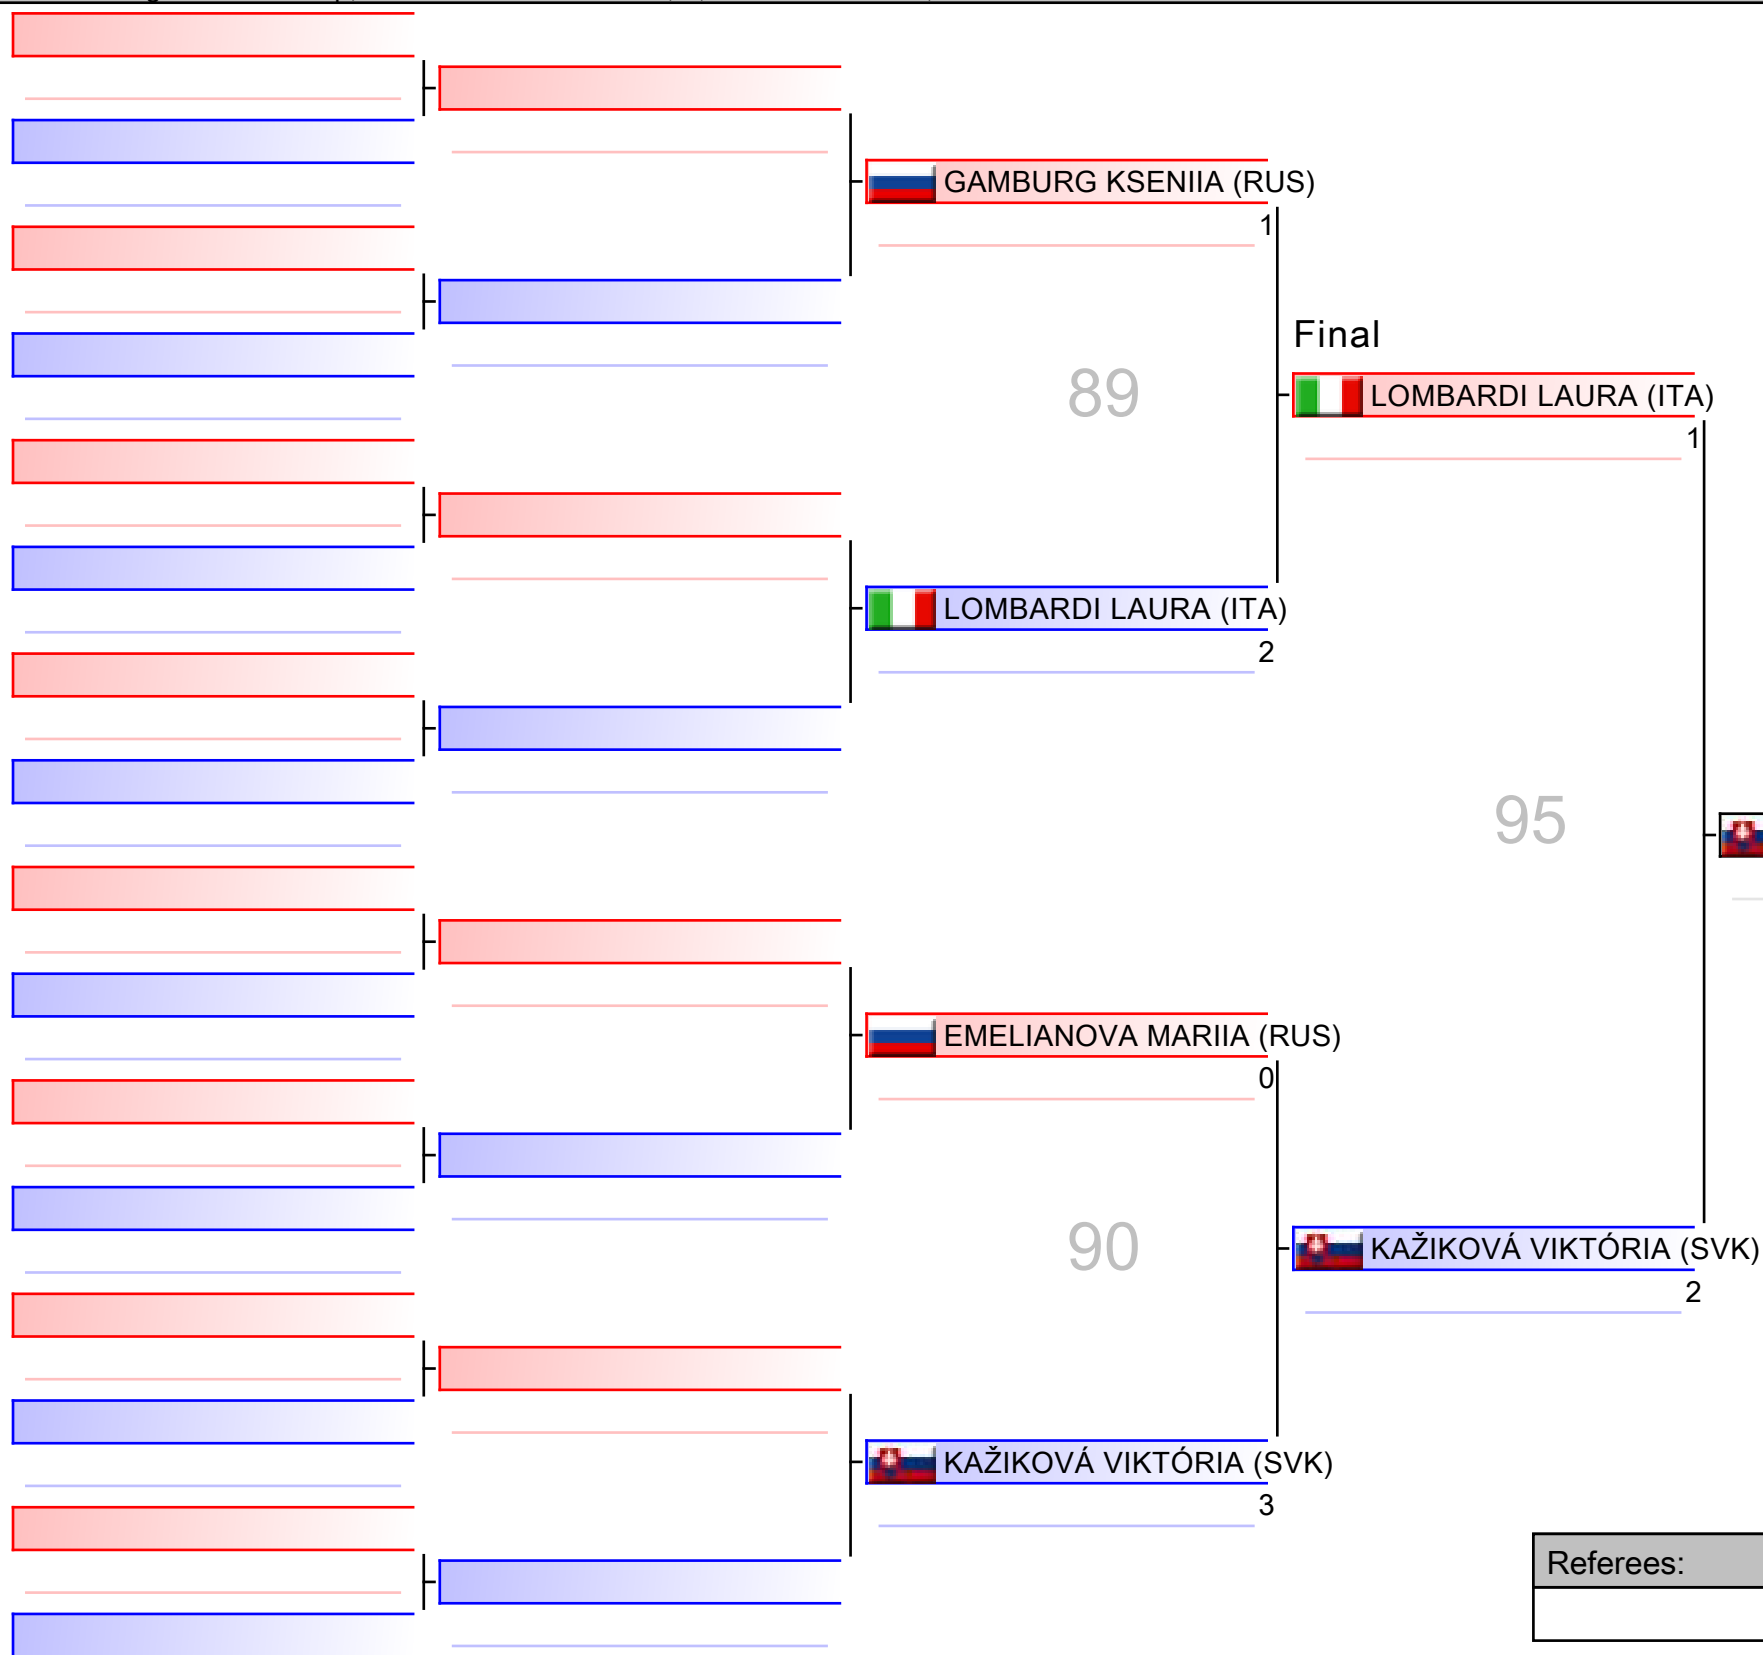 GAMBURG KSENIIA (RUS)
1
89
Final
LOMBARDI LAURA (ITA)
1
LOMBARDI LAURA (ITA)
2
95
EMELIANOVA MARIIA (RUS)
0
90
KAŽIKOVÁ VIKTÓRIA (SVK)
2
KAŽIKOVÁ VIKTÓRIA (SVK)
3
Referees: